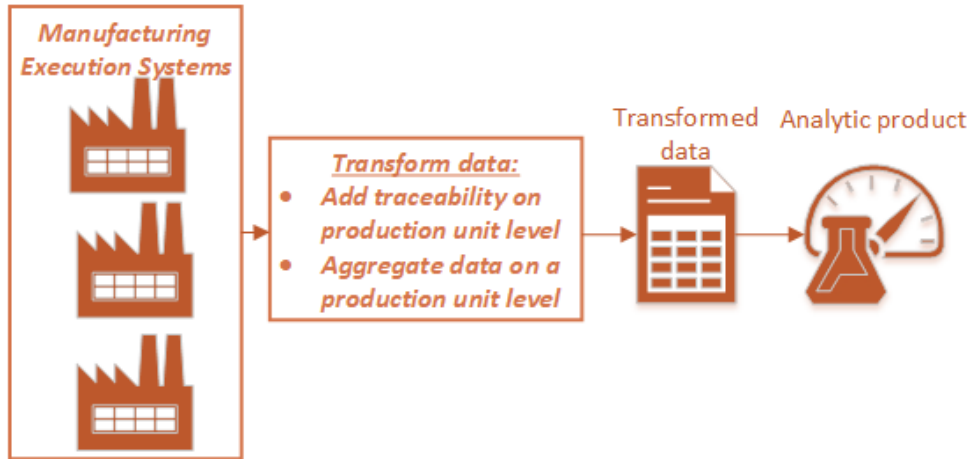 Manufacturing
Execution Systems
Transform data:
• Add traceability on
production unit level
• Aggregate data on a
production unit level
Transformed
data
Analytic product